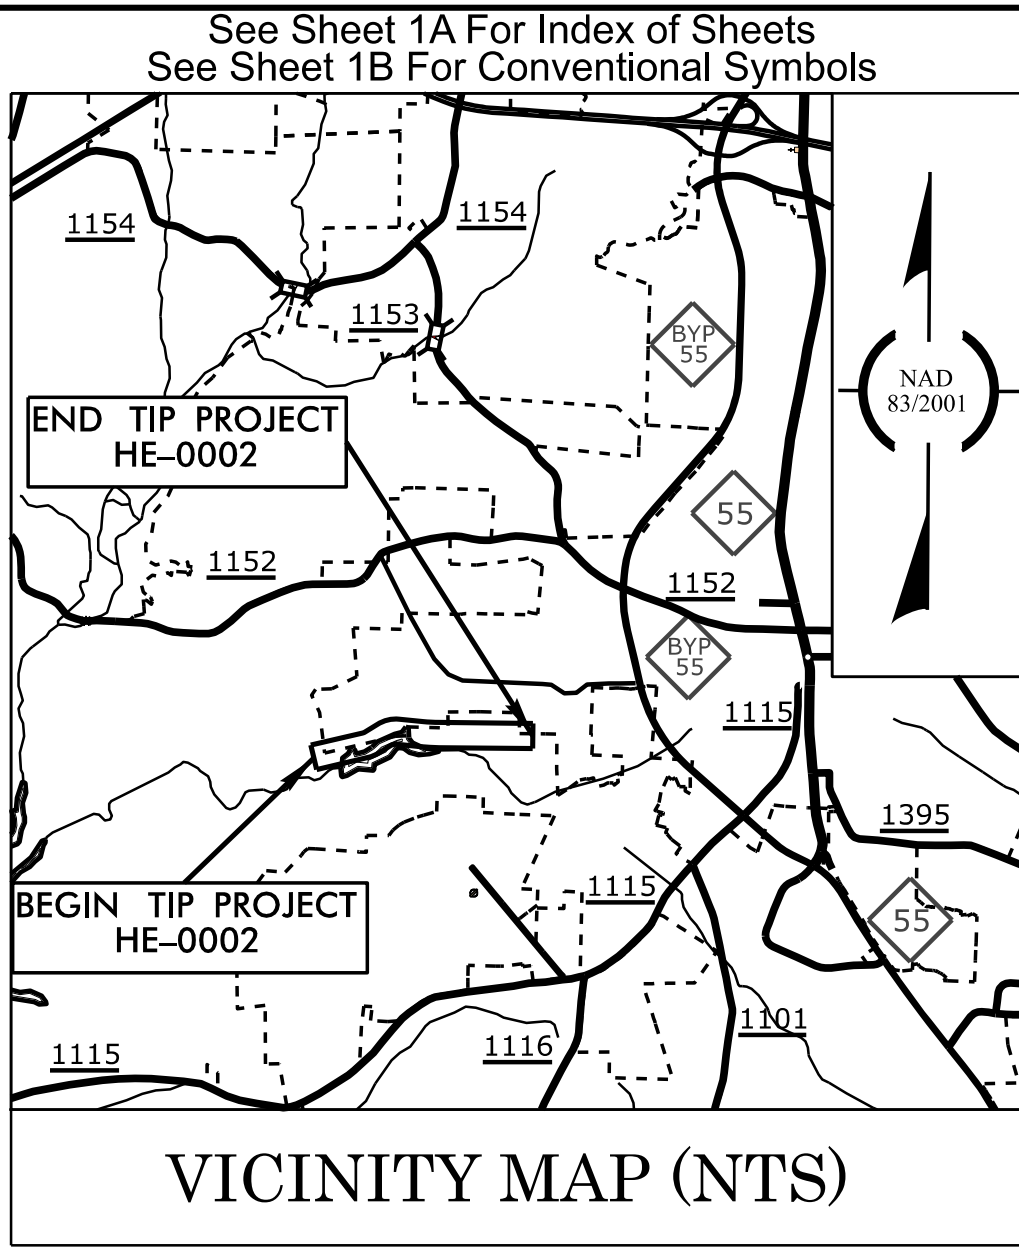 See Sheet 1A For Index of Sheets
See Sheet 1B For Conventional Symbols
1154
1154
1153
BYP
55
NAD
83/2001
END TIP PROJECT
HE–0002
55
1152
1152
BYP
55
1115
1395
BEGIN TIP PROJECT
HE–0002
1115
55
1101
1116
1115
VICINITY MAP (NTS)